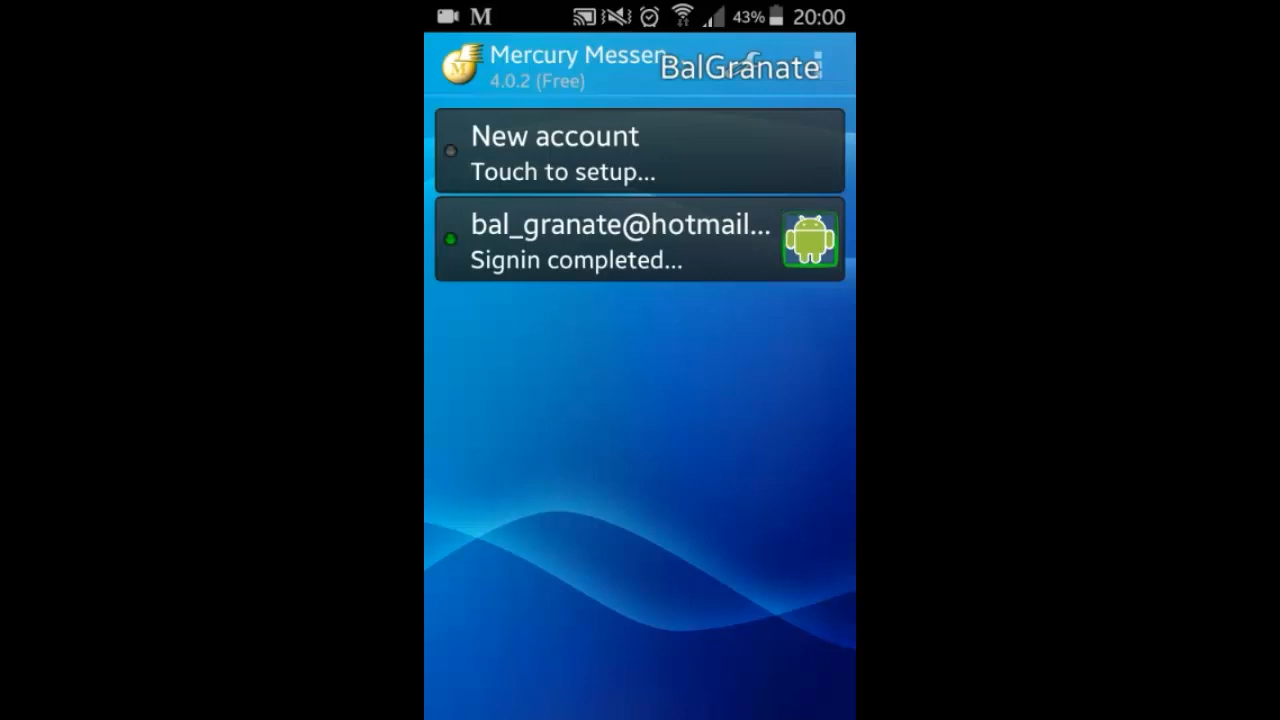 M 43% 20:00
Mercury Messen
BalGranate
4.0.2 (Free)
New account
Touch to setup...
bal_granate@hotmail...
Signin completed...